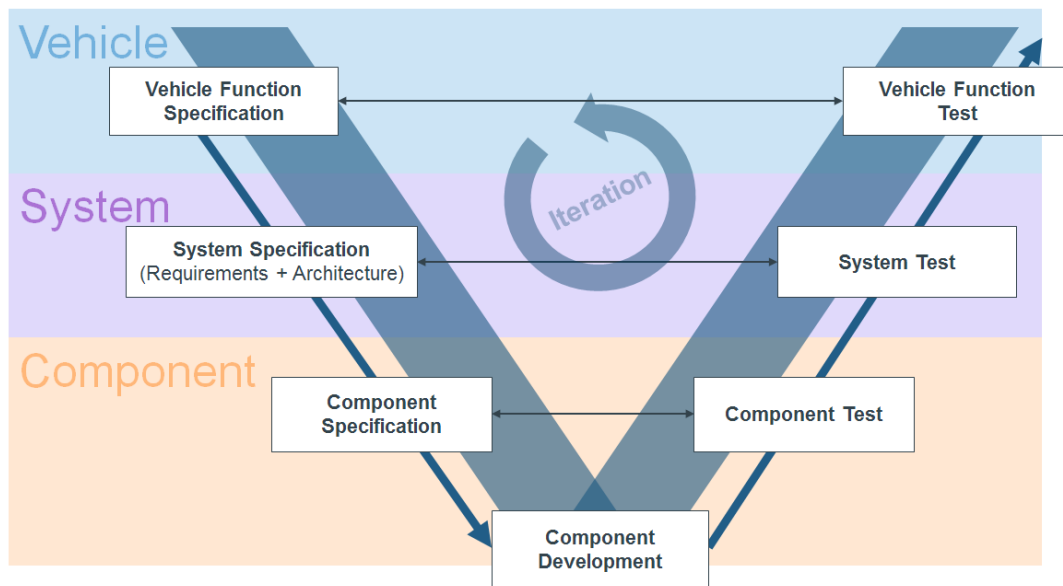 Vehicle
Vehicle Function
Specification
Vehicle Function
Test
Iteration
System
System Specification
(Requirements + Architecture)
System Test
Component
Component
Specification
Component Test
Component
Development